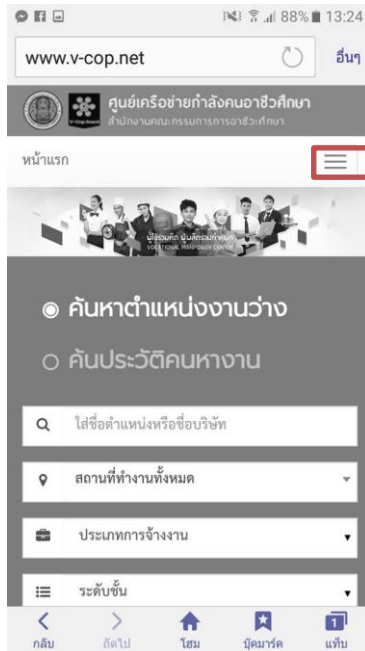 88% 13:24
www.v-cop.net
อื่นๆ
ศูนย์เครือข่ายกำลังคนอาชีวศึกษา
สำนักงานคณะกรรมการการอาชีวะศึกษา
หน้าแรก
VOCATIONAL MANPOWER CENTER
ค้นหาตำแหน่งงานว่าง
ค้นประวัติคนหางาน
ใส่ชื่อตำแหน่งหรือชื่อบริษัท
สถานที่ทำงานทั้งหมด
ประเภทการจ้างงาน
ระดับชั้น
กลับ
ถัดไป
โฮม
บุ๊คมาร์ค
1
แท็บ